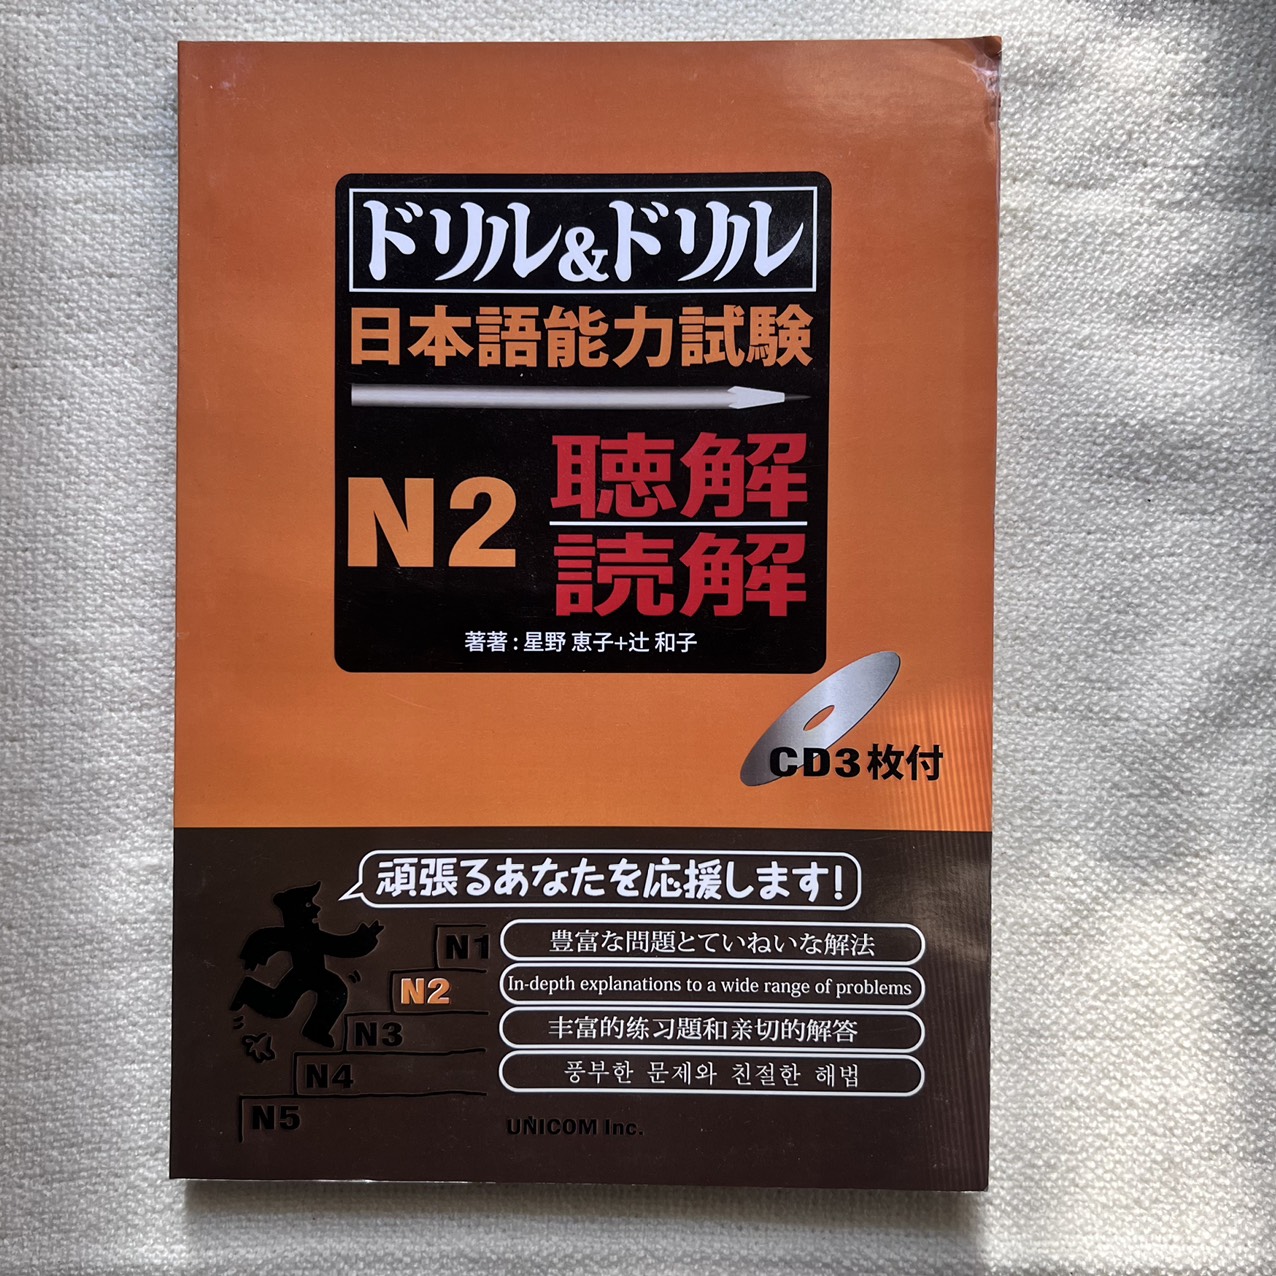 ドリル&ドリル
日本語能力試験
N2
聴解
読解
著著:星野 恵子+辻 和子
CD3枚付
頑張るあなたを応援します!
N1
N2
N3
N4
N5
豊富な問題とていねいな解法
In-depth explanations to a wide range of problems
丰富的练习題和亲切的解答
풍부한 문제와 친절한 해법
UNICOM Inc.